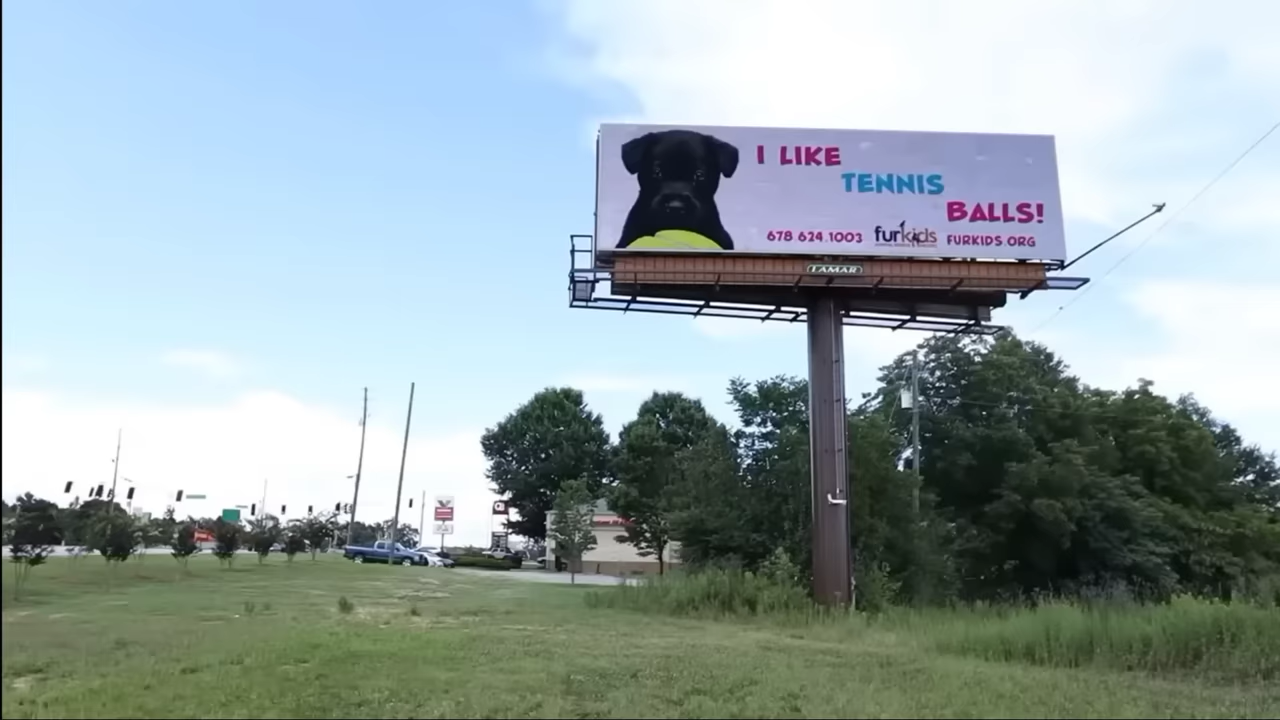 I LIKE
TENNIS
BALLS!
678.624.1003 furkids FURKIDS.ORG
LAMAR